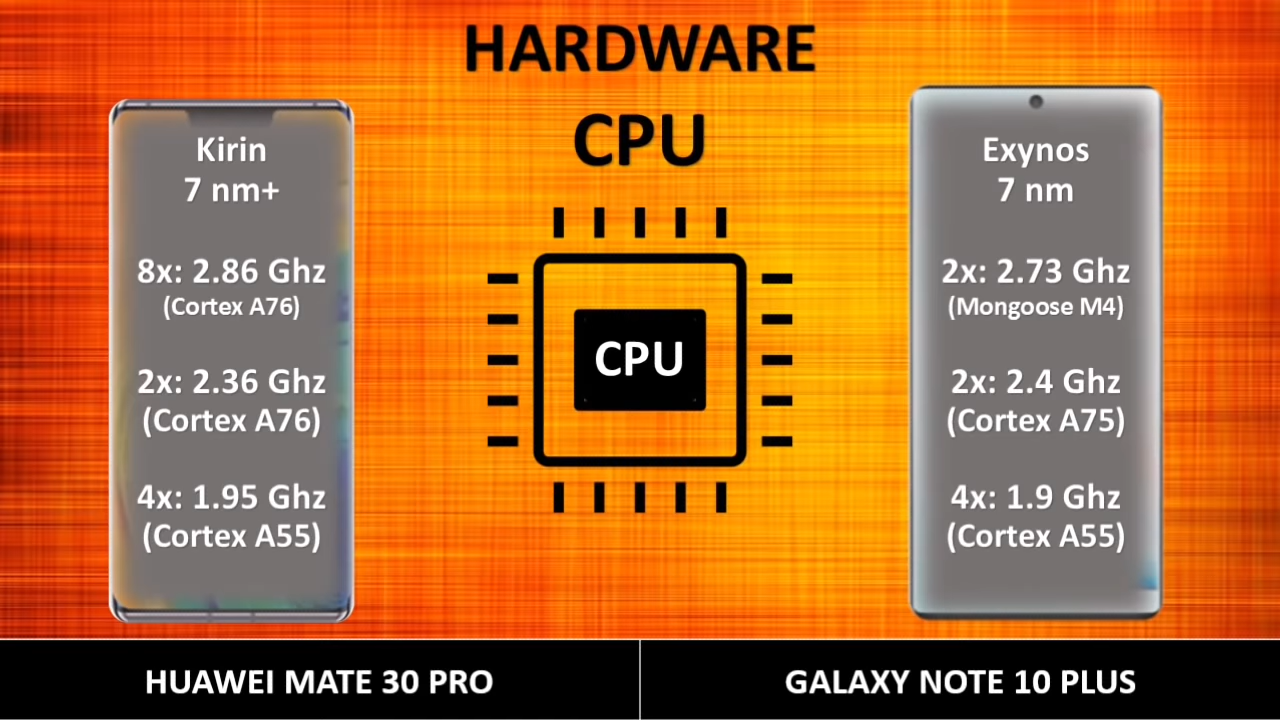 HARDWARE
CPU
Kirin
7 nm+
8x: 2.86 Ghz
(Cortex A76)
2x: 2.36 Ghz
(Cortex A76)
4x: 1.95 Ghz
(Cortex A55)
CPU
Exynos
7 nm
2x: 2.73 Ghz
(Mongoose M4)
2x: 2.4 Ghz
(Cortex A75)
4x: 1.9 Ghz
(Cortex A55)
HUAWEI MATE 30 PRO
GALAXY NOTE 10 PLUS